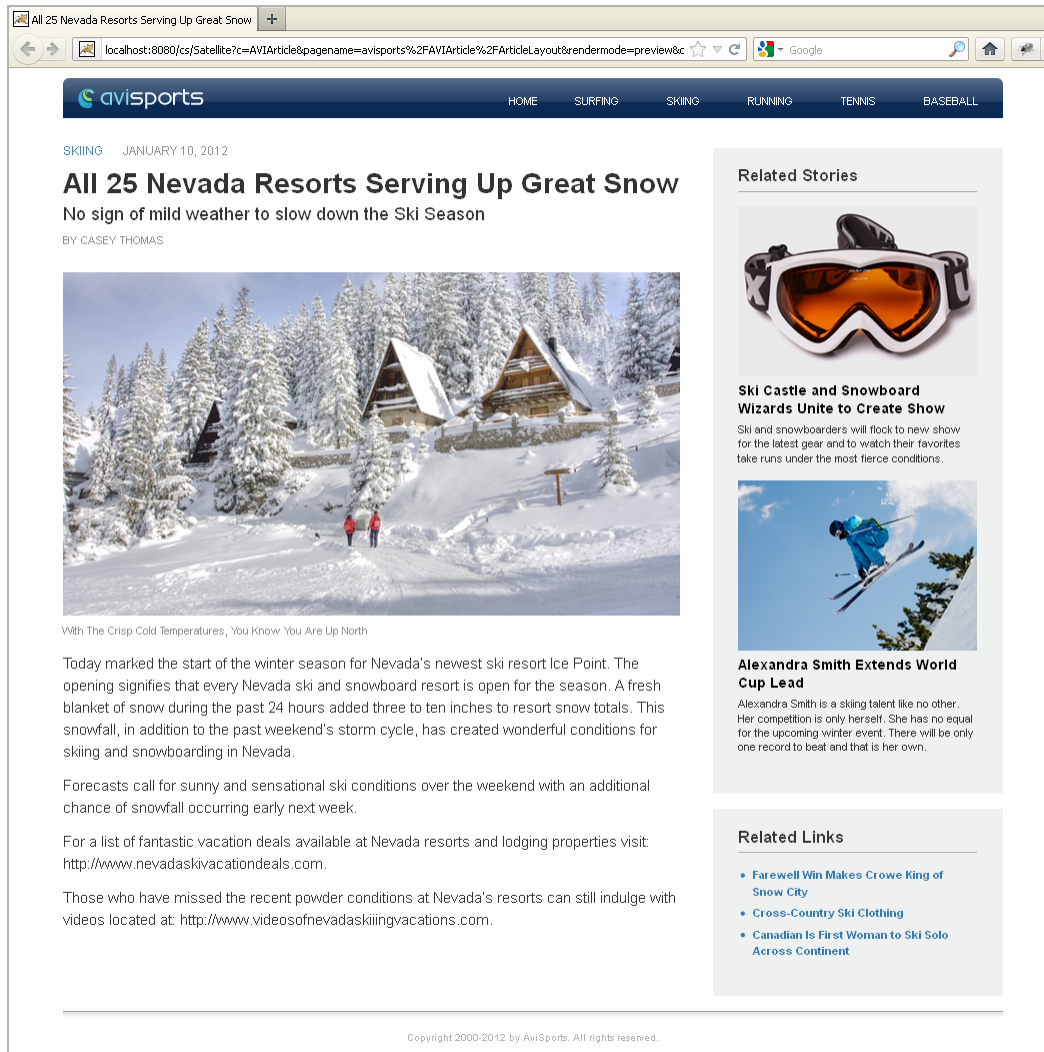 All 25 Nevada Resorts Serving Up Great Snow
localhost:8080/cs/Satellite?c=AVIArticle&pagename=avisports%2FAVIArticle%2FArticleLayout&rendermode=preview&c
Google
avisports
HOME SURFING SKIING RUNNING TENNIS BASEBALL
SKIING JANUARY 10, 2012
All 25 Nevada Resorts Serving Up Great Snow
No sign of mild weather to slow down the Ski Season
BY CASEY THOMAS
With The Crisp Cold Temperatures, You Know You Are Up North
Today marked the start of the winter season for Nevada's newest ski resort Ice Point. The
opening signifies that every Nevada ski and snowboard resort is open for the season. A fresh
blanket of snow during the past 24 hours added three to ten inches to resort snow totals. This
snowfall, in addition to the past weekend's storm cycle, has created wonderful conditions for
skiing and snowboarding in Nevada.
Forecasts call for sunny and sensational ski conditions over the weekend with an additional
chance of snowfall occurring early next week.
For a list of fantastic vacation deals available at Nevada resorts and lodging properties visit:
http://www.nevadaskivacationdeals.com.
Those who have missed the recent powder conditions at Nevada's resorts can still indulge with
videos located at: http://www.videosofnevadaskiiingvacations.com.
Related Stories
Ski Castle and Snowboard
Wizards Unite to Create Show
Ski and snowboarders will flock to new show
for the latest gear and to watch their favorites
take runs under the most fierce conditions.
Alexandra Smith Extends World
Cup Lead
Alexandra Smith is a skiing talent like no other.
Her competition is only herself. She has no equal
for the upcoming winter event. There will be only
one record to beat and that is her own.
Related Links
• Farewell Win Makes Crowe King of
Snow City
• Cross-Country Ski Clothing
• Canadian Is First Woman to Ski Solo
Across Continent
Copyright 2000-2012 by AviSports. All rights reserved.